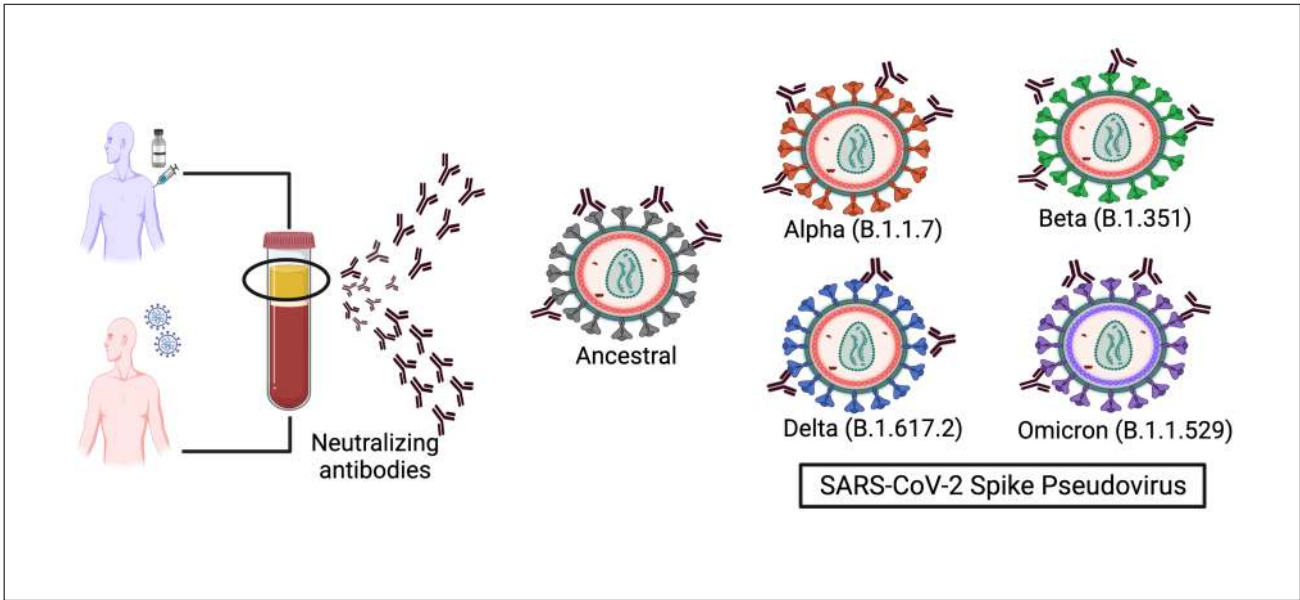 Neutralizing
antibodies
Ancestral
Alpha (B.1.1.7)
Beta (B.1.351)
Delta (B.1.617.2)
Omicron (B.1.1.529)
SARS-CoV-2 Spike Pseudovirus